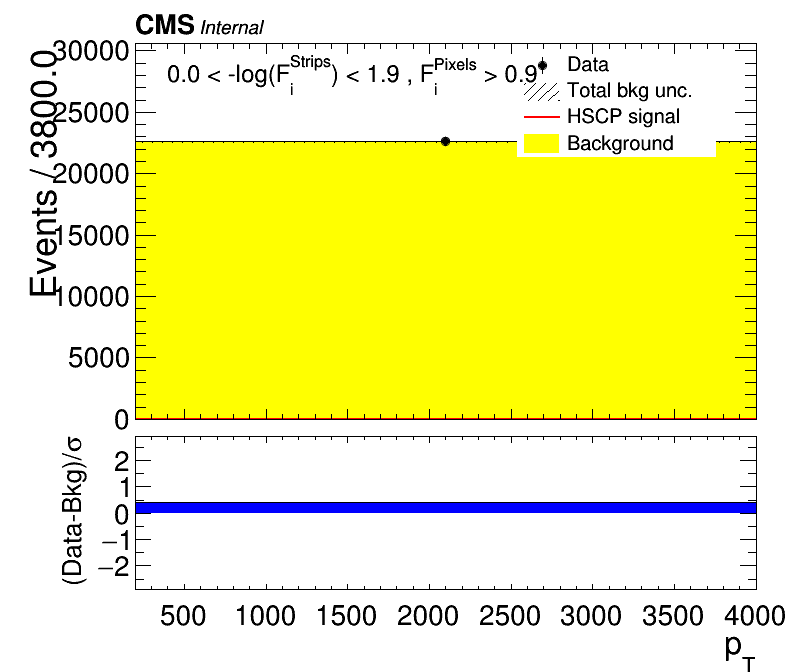 CMS Internal
0.0 < -log(F_i^Strips) < 1.9 , F_i^Pixels > 0.9
Data
Total bkg unc.
HSCP signal
Background
Events / 3800.0
30000
25000
20000
15000
10000
5000
0
(Data-Bkg)/σ
2
1
0
−1
−2
500 1000 1500 2000 2500 3000 3500 4000
p_T